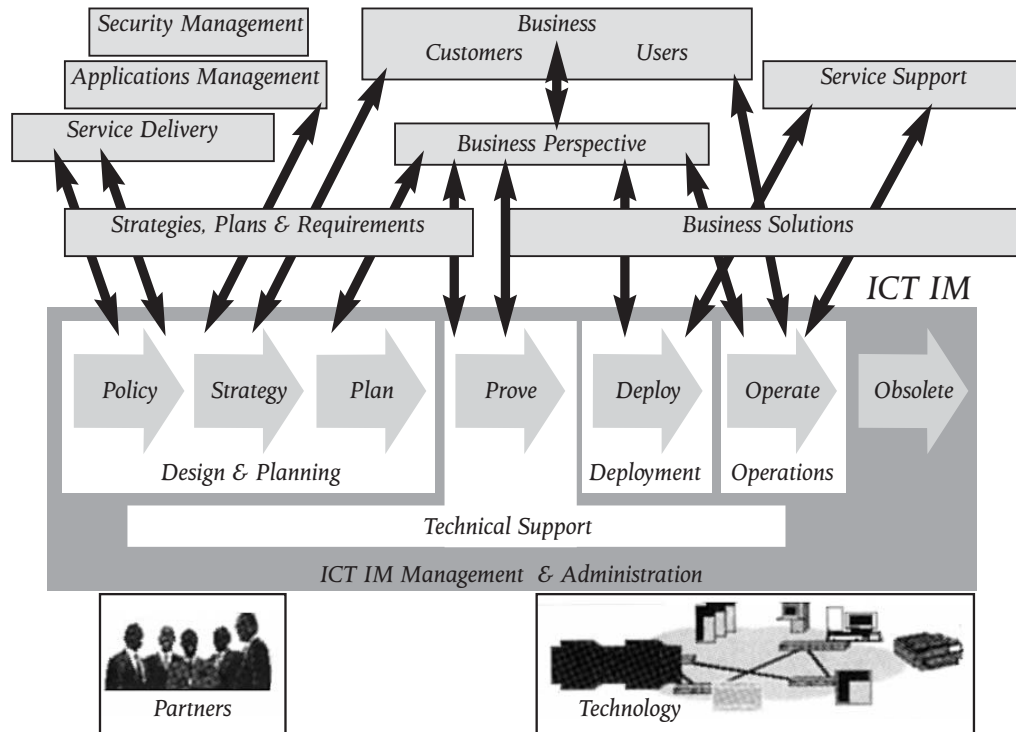 Security Management
Business
Customers Users
Applications Management
Service Support
Service Delivery
Business Perspective
Strategies, Plans & Requirements
Business Solutions
ICT IM
Policy
Strategy
Plan
Prove
Deploy
Operate
Obsolete
Design & Planning
Deployment
Operations
Technical Support
ICT IM Management & Administration
Partners
Technology